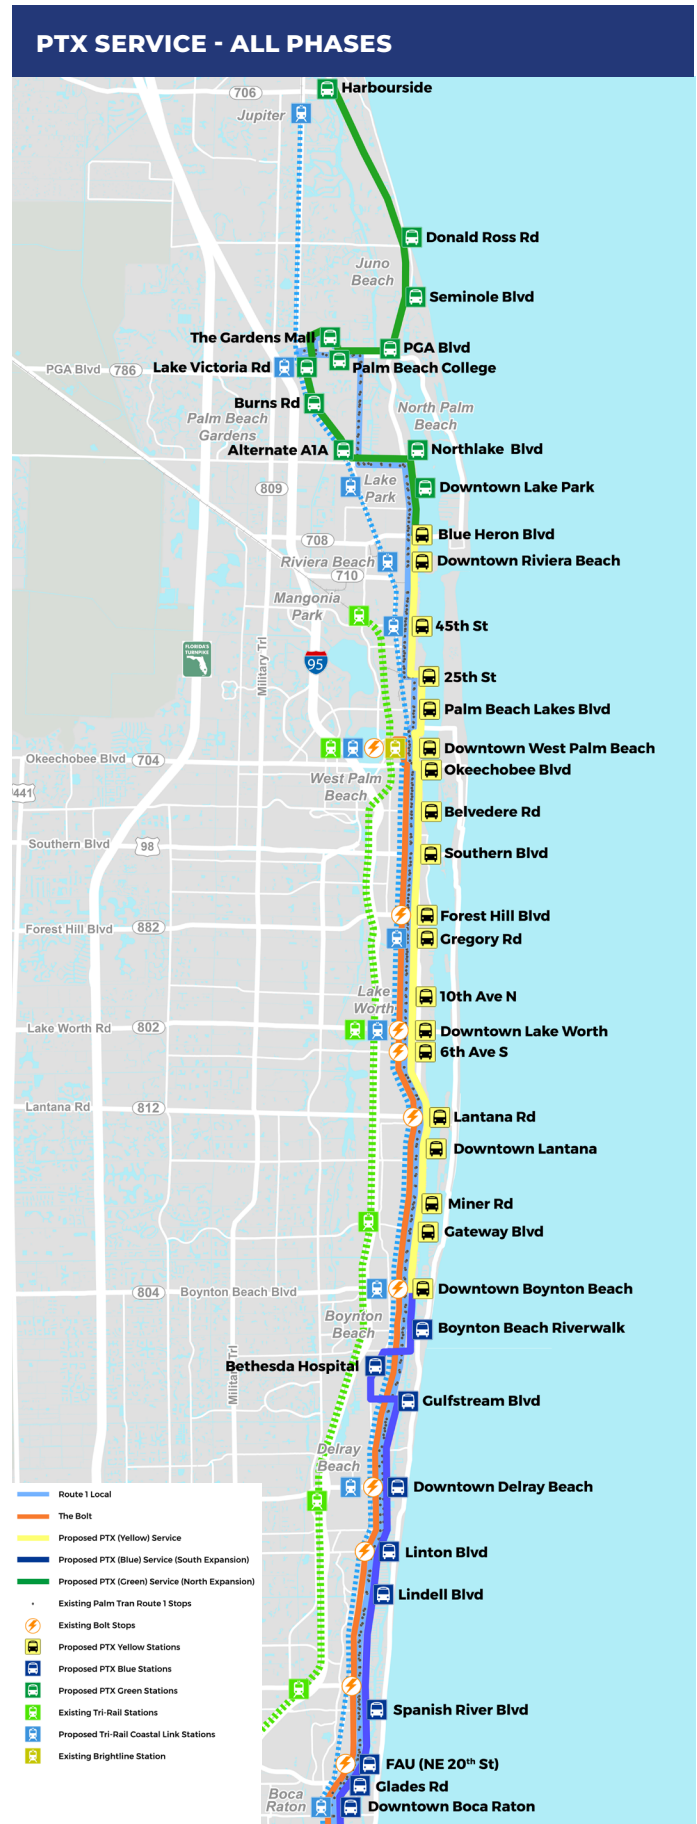 PTX SERVICE - ALL PHASES
706
Harbourside
Jupiter
Donald Ross Rd
Juno
Beach
Seminole Blvd
The Gardens Mall
PGA Blvd
PGA Blvd 786
Lake Victoria Rd
Palm Beach College
Burns Rd
North Palm
Beach
Palm Beach
Gardens
Alternate A1A
Northlake Blvd
809
Lake
Park
Downtown Lake Park
Blue Heron Blvd
708
Riviera Beach
Downtown Riviera Beach
710
Mangonia
Park
45th St
FLORIDA'S
TURNPIKE
Military Trl
95
25th St
Palm Beach Lakes Blvd
Downtown West Palm Beach
Okeechobee Blvd 704
Okeechobee Blvd
West Palm
Beach
441
Belvedere Rd
Southern Blvd
98
Southern Blvd
Forest Hill Blvd
Forest Hill Blvd 882
Gregory Rd
Lake
Worth
10th Ave N
Lake Worth Rd 802
Downtown Lake Worth
6th Ave S
Lantana Rd 812
Lantana Rd
Downtown Lantana
Miner Rd
Gateway Blvd
804 Boynton Beach Blvd
Downtown Boynton Beach
Boynton
Beach
Boynton Beach Riverwalk
Bethesda Hospital
Military Trl
Gulfstream Blvd
Delray
Beach
Downtown Delray Beach
Linton Blvd
Lindell Blvd
Spanish River Blvd
FAU (NE 20th St)
Glades Rd
Boca
Raton
Downtown Boca Raton
Route 1 Local
The Bolt
Proposed PTX (Yellow) Service
Proposed PTX (Blue) Service (South Expansion)
Proposed PTX (Green) Service (North Expansion)
Existing Palm Tran Route 1 Stops
Existing Bolt Stops
Proposed PTX Yellow Stations
Proposed PTX Blue Stations
Proposed PTX Green Stations
Existing Tri-Rail Stations
Proposed Tri-Rail Coastal Link Stations
Existing Brightline Station